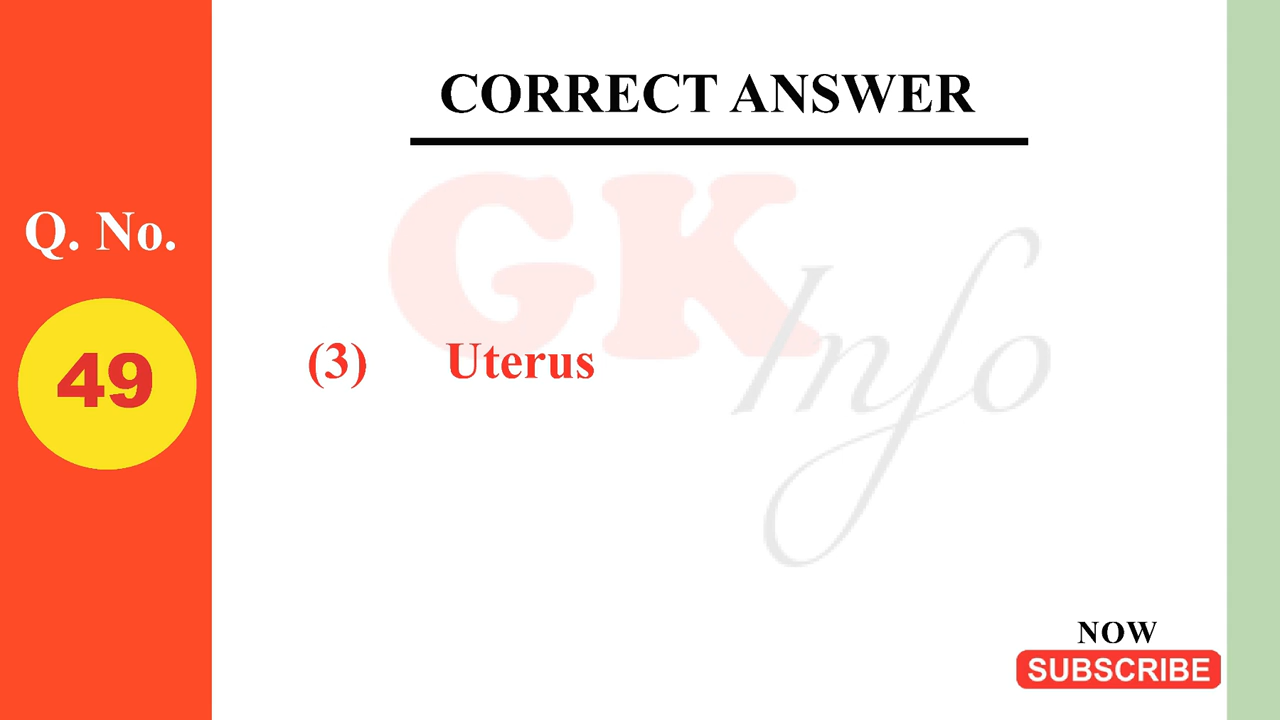 CORRECT ANSWER
Q. No.
49
GK
Info
(3) Uterus
NOW
SUBSCRIBE